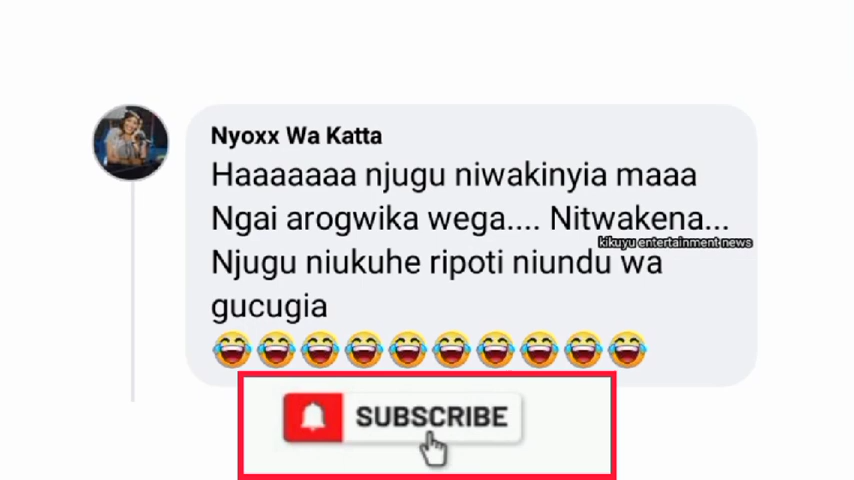 Nyoxx Wa Katta
Haaaaaaa njugu niwakinyia maaa
Ngai arogwika wega.... Nitwakena...
kikuyu entertainment news
Njugu niukuhe ripoti niundu wa
gucugia
😂😂😂😂😂😂😂😂😂😂
SUBSCRIBE